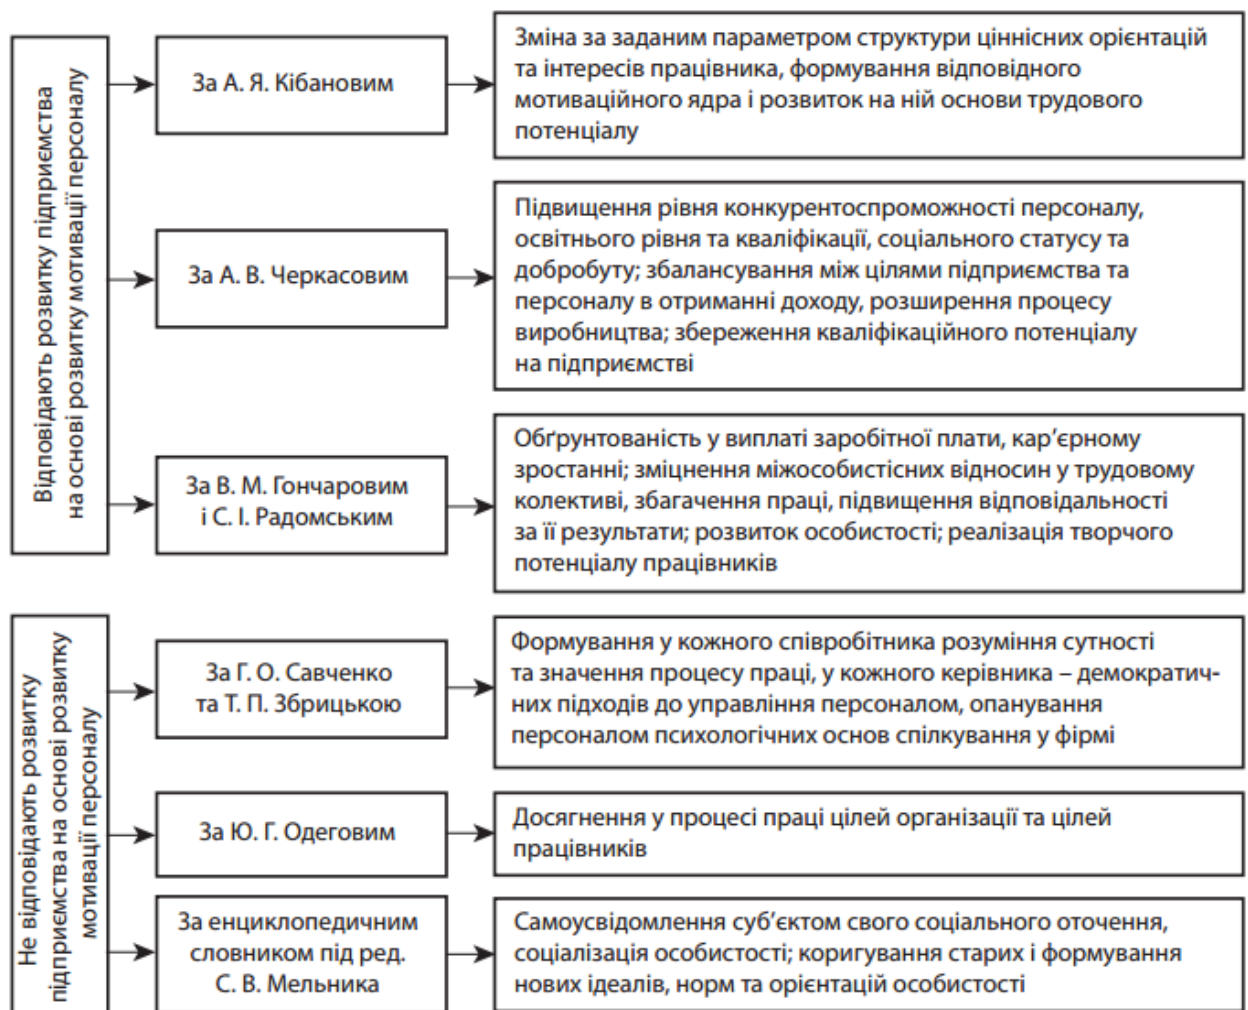 Відповідають розвитку підприємства
на основі розвитку мотивації персоналу
За А. Я. Кібановим
Зміна за заданим параметром структури ціннісних орієнтацій
та інтересів працівника, формування відповідного
мотиваційного ядра і розвиток на ній основи трудового
потенціалу
За А. В. Черкасовим
Підвищення рівня конкурентоспроможності персоналу,
освітнього рівня та кваліфікації, соціального статусу та
добробуту; збалансування між цілями підприємства та
персоналу в отриманні доходу, розширення процесу
виробництва; збереження кваліфікаційного потенціалу
на підприємстві
За В. М. Гончаровим
і С. І. Радомським
Обґрунтованість у виплаті заробітної плати, кар’єрному
зростанні; зміцнення міжособистісних відносин у трудовому
колективі, збагачення праці, підвищення відповідальності
за її результати; розвиток особистості; реалізація творчого
потенціалу працівників
Не відповідають розвитку
підприємства на основі розвитку
мотивації персоналу
За Г. О. Савченко
та Т. П. Збрицькою
Формування у кожного співробітника розуміння сутності
та значення процесу праці, у кожного керівника – демократич-
них підходів до управління персоналом, опанування
персоналом психологічних основ спілкування у фірмі
За Ю. Г. Одеговим
Досягнення у процесі праці цілей організації та цілей
працівників
За енциклопедичним
словником під ред.
С. В. Мельника
Самоусвідомлення суб’єктом свого соціального оточення,
соціалізація особистості; коригування старих і формування
нових ідеалів, норм та орієнтацій особистості